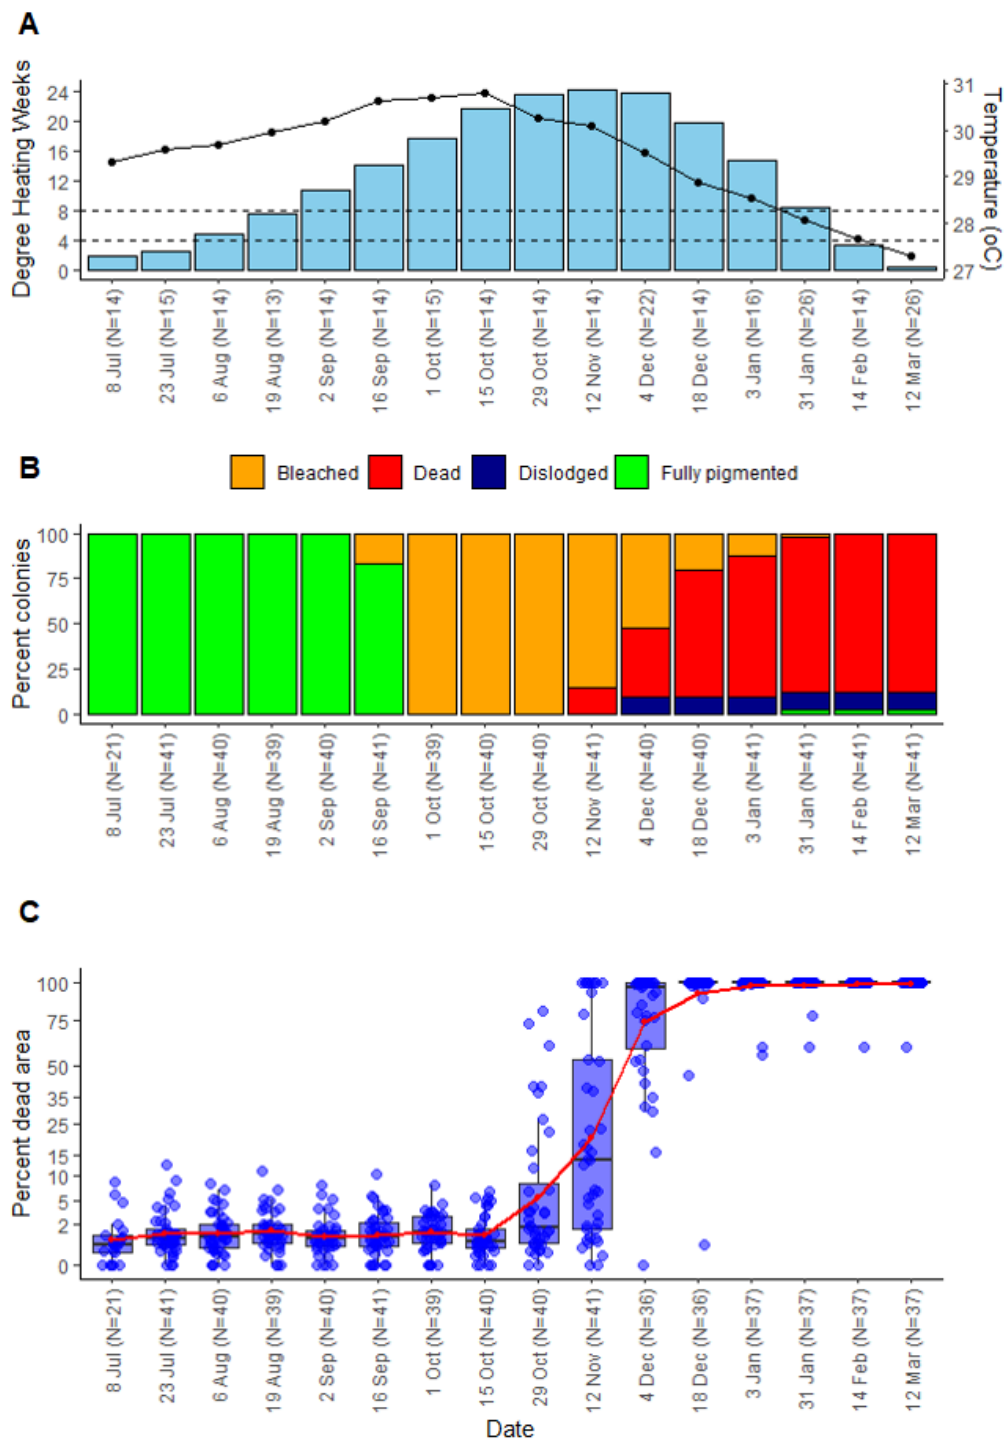 A
Degree Heating Weeks
24
20
16
12
8
4
0
31
30
29
28
27
Temperature (oC)
8 Jul (N=14)
23 Jul (N=15)
6 Aug (N=14)
19 Aug (N=13)
2 Sep (N=14)
16 Sep (N=14)
1 Oct (N=15)
15 Oct (N=14)
29 Oct (N=14)
12 Nov (N=14)
4 Dec (N=22)
18 Dec (N=14)
3 Jan (N=16)
31 Jan (N=26)
14 Feb (N=14)
12 Mar (N=26)
B
Bleached Dead Dislodged Fully pigmented
Percent colonies
100
75
50
25
0
8 Jul (N=21)
23 Jul (N=41)
6 Aug (N=40)
19 Aug (N=39)
2 Sep (N=40)
16 Sep (N=41)
1 Oct (N=39)
15 Oct (N=40)
29 Oct (N=40)
12 Nov (N=41)
4 Dec (N=40)
18 Dec (N=40)
3 Jan (N=41)
31 Jan (N=41)
14 Feb (N=41)
12 Mar (N=41)
C
Percent dead area
100
75
50
35
25
15
10
5
2
0
8 Jul (N=21)
23 Jul (N=41)
6 Aug (N=40)
19 Aug (N=39)
2 Sep (N=40)
16 Sep (N=41)
1 Oct (N=39)
15 Oct (N=40)
29 Oct (N=40)
12 Nov (N=41)
4 Dec (N=36)
18 Dec (N=36)
3 Jan (N=37)
31 Jan (N=37)
14 Feb (N=37)
12 Mar (N=37)
Date